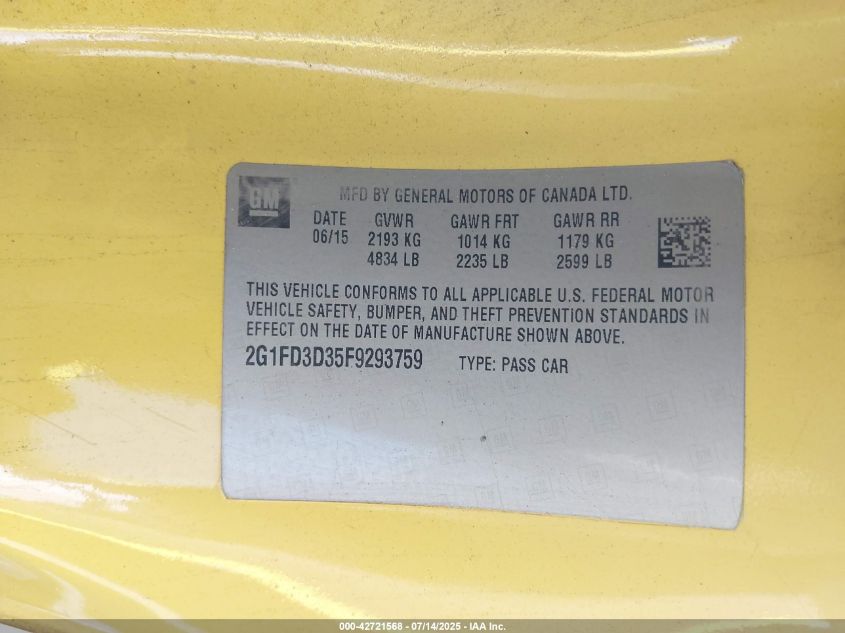 GM
MFD BY GENERAL MOTORS OF CANADA LTD.
DATE GVWR GAWR FRT GAWR RR
06/15 2193 KG 1014 KG 1179 KG
4834 LB 2235 LB 2599 LB
THIS VEHICLE CONFORMS TO ALL APPLICABLE U.S. FEDERAL MOTOR
VEHICLE SAFETY, BUMPER, AND THEFT PREVENTION STANDARDS IN
EFFECT ON THE DATE OF MANUFACTURE SHOWN ABOVE.
2G1FD3D35F9293759 TYPE: PASS CAR
000-42721568 - 07/14/2025 - IAA Inc.